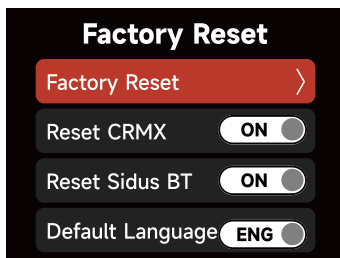 Factory Reset
Factory Reset
Reset CRMX ON
Reset Sidus BT ON
Default Language ENG